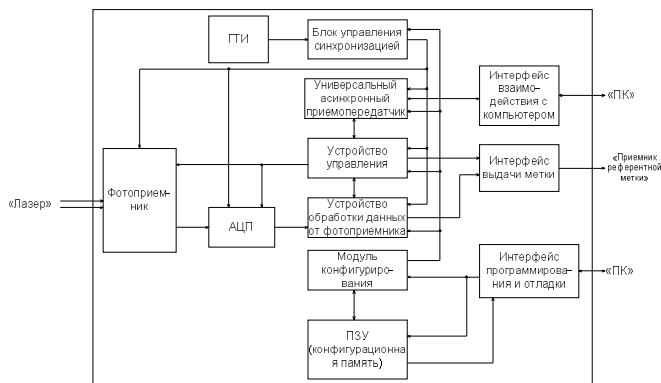 ГТИ
Блок управления
синхронизацией
Универсальный
асинхронный
приемопередатчик
Интерфейс
взаимо-
действия с
компьютером
«ПК»
Устройство
управления
Интерфейс
выдачи метки
«Приемник
референтной
метки»
Фотоприем-
ник
«Лазер»
АЦП
Устройство
обработки данных
от фотоприемника
Модуль
конфигуриро-
вания
Интерфейс
программирова-
ния и отладки
«ПК»
ПЗУ
(конфигурационна
я память)